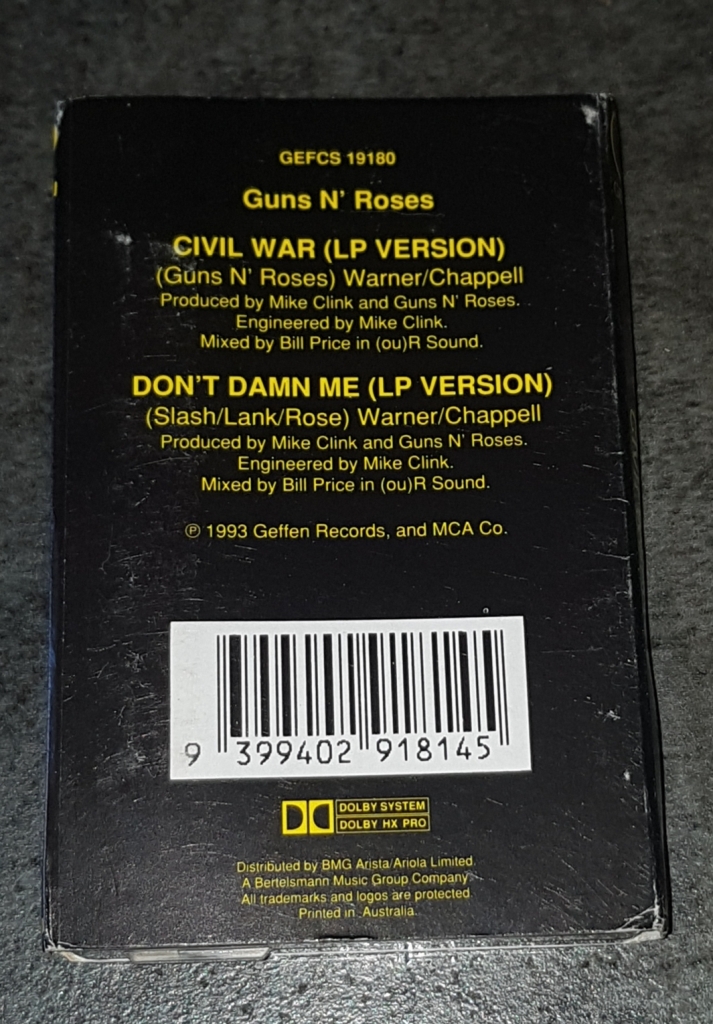 GEFCS 19180
Guns N' Roses
CIVIL WAR (LP VERSION)
(Guns N' Roses) Warner/Chappell
Produced by Mike Clink and Guns N' Roses.
Engineered by Mike Clink.
Mixed by Bill Price in (ou)R Sound.
DON'T DAMN ME (LP VERSION)
(Slash/Lank/Rose) Warner/Chappell
Produced by Mike Clink and Guns N' Roses.
Engineered by Mike Clink.
Mixed by Bill Price in (ou)R Sound.
℗ 1993 Geffen Records, and MCA Co.
9 399402 918145
DOLBY SYSTEM
DOLBY HX PRO
Distributed by BMG Arista/Ariola Limited.
A Bertelsmann Music Group Company
All trademarks and logos are protected
Printed in Australia.